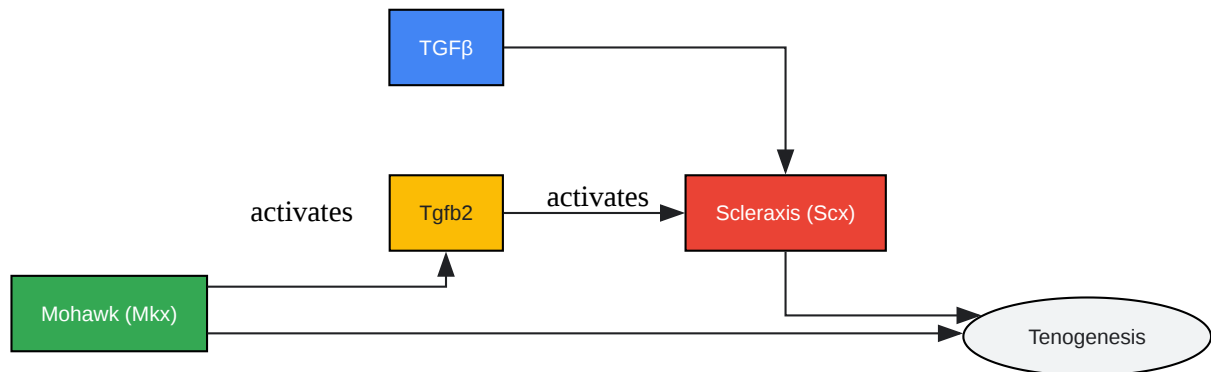 TGFβ
activates
Tgfb2
activates
Scleraxis (Scx)
Mohawk (Mkx)
Tenogenesis